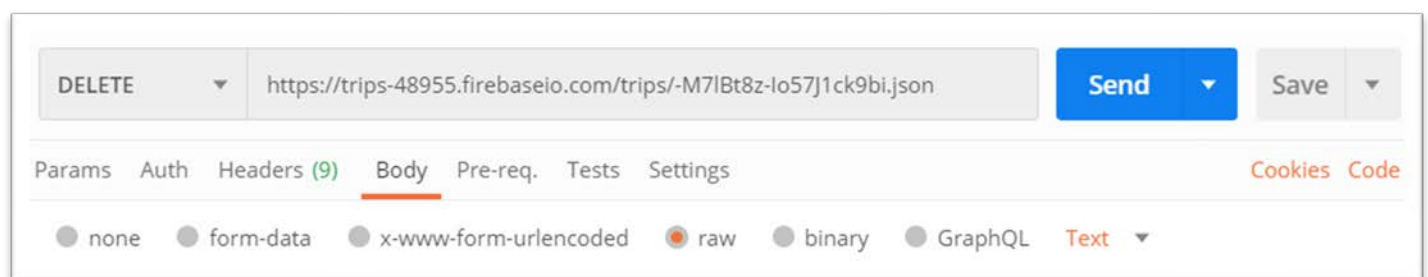 DELETE https://trips-48955.firebaseio.com/trips/-M7lBt8z-Io57J1ck9bi.json Send Save
Params Auth Headers (9) Body Pre-req. Tests Settings Cookies Code
none form-data x-www-form-urlencoded raw binary GraphQL Text